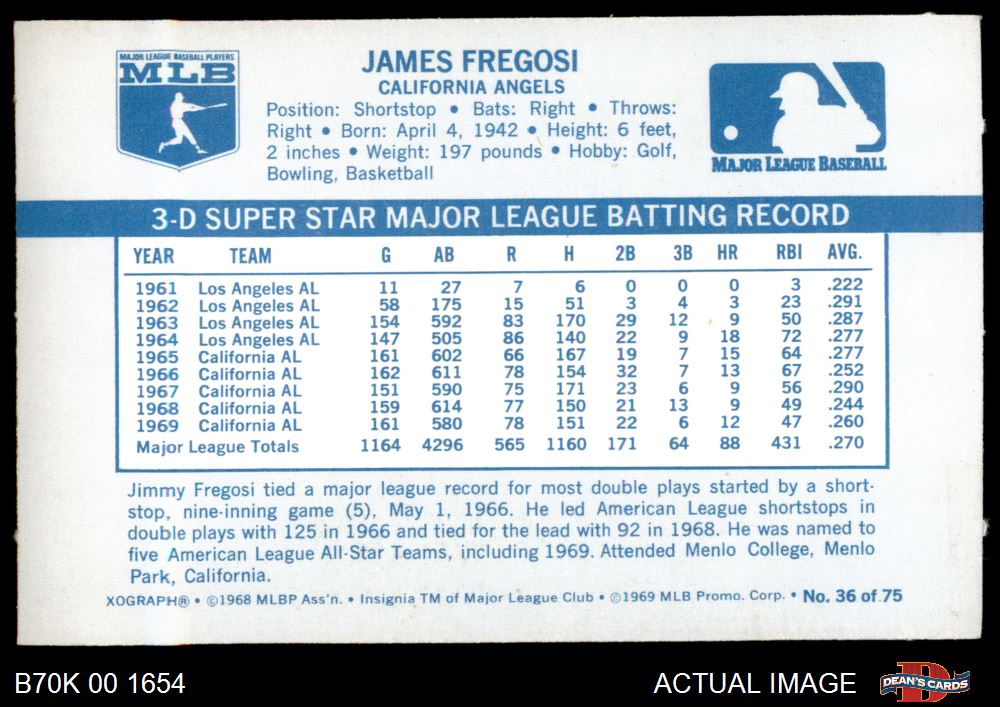 MAJOR LEAGUE BASEBALL PLAYERS
MLB
JAMES FREGOSI
CALIFORNIA ANGELS
Position: Shortstop • Bats: Right • Throws:
Right • Born: April 4, 1942 • Height: 6 feet,
2 inches • Weight: 197 pounds • Hobby: Golf,
Bowling, Basketball
MAJOR LEAGUE BASEBALL
3-D SUPER STAR MAJOR LEAGUE BATTING RECORD
YEAR TEAM G AB R H 2B 3B HR RBI AVG.
1961 Los Angeles AL 11 27 7 6 0 0 0 3 .222
1962 Los Angeles AL 58 175 15 51 3 4 3 23 .291
1963 Los Angeles AL 154 592 83 170 29 12 9 50 .287
1964 Los Angeles AL 147 505 86 140 22 9 18 72 .277
1965 California AL 161 602 66 167 19 7 15 64 .277
1966 California AL 162 611 78 154 32 7 13 67 .252
1967 California AL 151 590 75 171 23 6 9 56 .290
1968 California AL 159 614 77 150 21 13 9 49 .244
1969 California AL 161 580 78 151 22 6 12 47 .260
Major League Totals 1164 4296 565 1160 171 64 88 431 .270
Jimmy Fregosi tied a major league record for most double plays started by a short-
stop, nine-inning game (5), May 1, 1966. He led American League shortstops in
double plays with 125 in 1966 and tied for the lead with 92 in 1968. He was named to
five American League All-Star Teams, including 1969. Attended Menlo College, Menlo
Park, California.
XOGRAPH® • ©1968 MLBP Ass'n. • Insignia TM of Major League Club • ©1969 MLB Promo. Corp. • No. 36 of 75
B70K 00 1654
ACTUAL IMAGE
DEAN'S CARDS